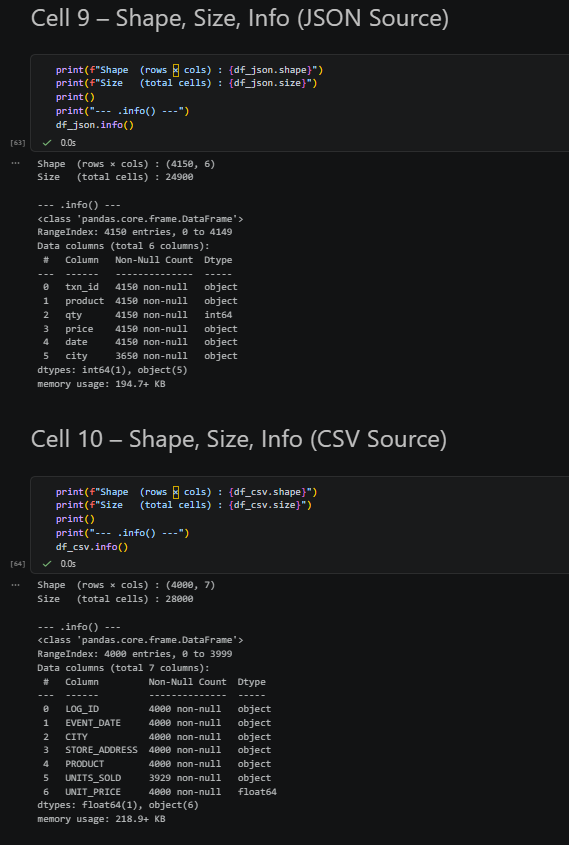 Cell 9 – Shape, Size, Info (JSON Source)
print(f"Shape  (rows × cols) : {df_json.shape}")
print(f"Size   (total cells) : {df_json.size}")
print()
print("--- .info() ---")
df_json.info()
[63] ✓ 0.0s
··· Shape  (rows × cols) : (4150, 6)
Size   (total cells) : 24900
--- .info() ---
<class 'pandas.core.frame.DataFrame'>
RangeIndex: 4150 entries, 0 to 4149
Data columns (total 6 columns):
 #   Column   Non-Null Count  Dtype
---  ------   --------------  -----
 0   txn_id   4150 non-null   object
 1   product  4150 non-null   object
 2   qty      4150 non-null   int64
 3   price    4150 non-null   object
 4   date     4150 non-null   object
 5   city     3650 non-null   object
dtypes: int64(1), object(5)
memory usage: 194.7+ KB
Cell 10 – Shape, Size, Info (CSV Source)
print(f"Shape  (rows × cols) : {df_csv.shape}")
print(f"Size   (total cells) : {df_csv.size}")
print()
print("--- .info() ---")
df_csv.info()
[64] ✓ 0.0s
··· Shape  (rows × cols) : (4000, 7)
Size   (total cells) : 28000
--- .info() ---
<class 'pandas.core.frame.DataFrame'>
RangeIndex: 4000 entries, 0 to 3999
Data columns (total 7 columns):
 #   Column         Non-Null Count  Dtype
---  ------         --------------  -----
 0   LOG_ID         4000 non-null   object
 1   EVENT_DATE     4000 non-null   object
 2   CITY           4000 non-null   object
 3   STORE_ADDRESS  4000 non-null   object
 4   PRODUCT        4000 non-null   object
 5   UNITS_SOLD     3929 non-null   object
 6   UNIT_PRICE     4000 non-null   float64
dtypes: float64(1), object(6)
memory usage: 218.9+ KB